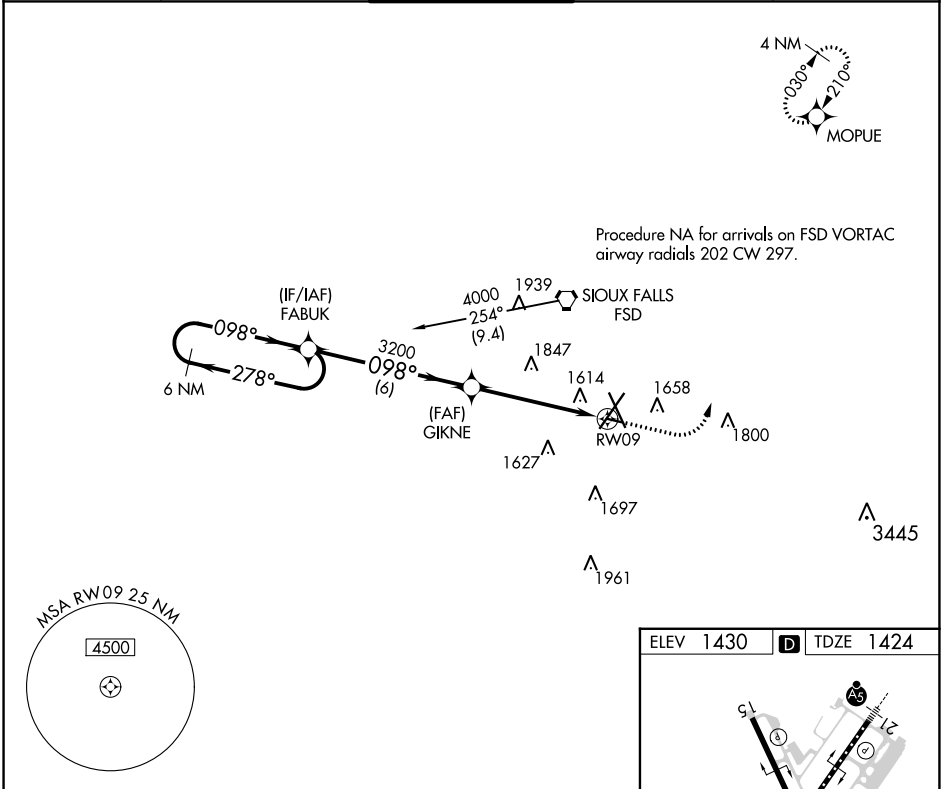 4 NM
030°
210°
MOPUE
Procedure NA for arrivals on FSD VORTAC
airway radials 202 CW 297.
(IF/IAF)
FABUK
4000
254°
(9.4)
1939
SIOUX FALLS
FSD
098°
278°
6 NM
3200
098°
(6)
(FAF)
GIKNE
1847
1614
1658
RW09
1800
1627
1697
3445
1961
MSA RW09 25 NM
4500
ELEV 1430 D TDZE 1424
15
A5
21
P
P